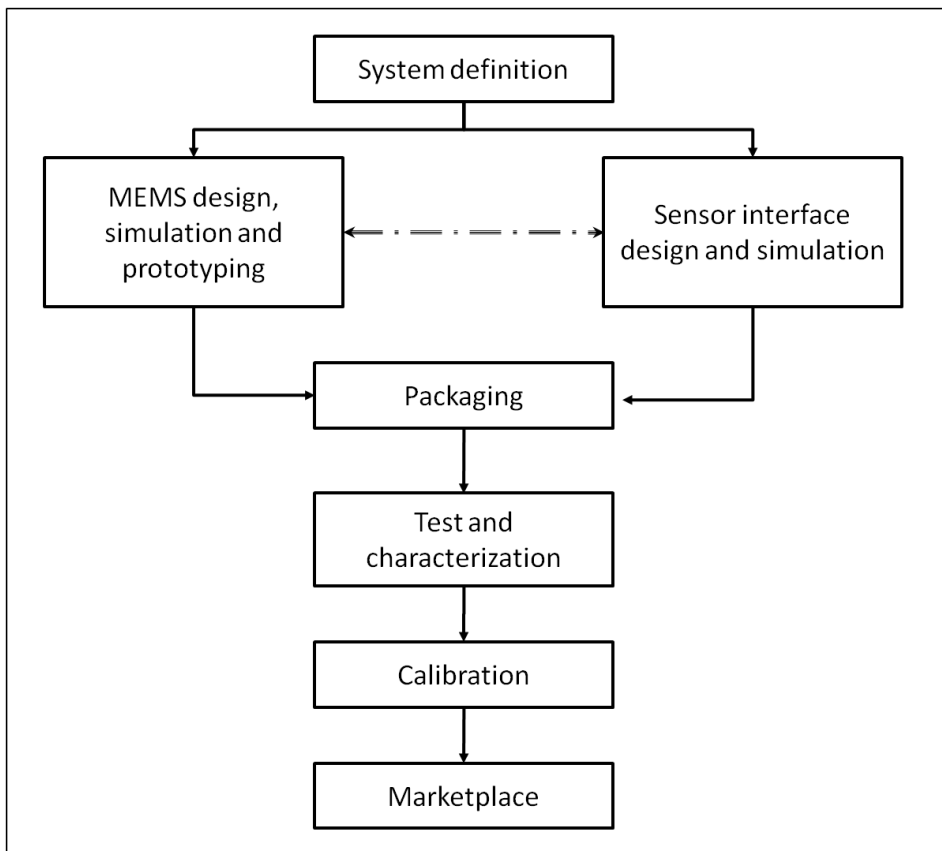 System definition
MEMS design,
simulation and
prototyping
Sensor interface
design and simulation
Packaging
Test and
characterization
Calibration
Marketplace